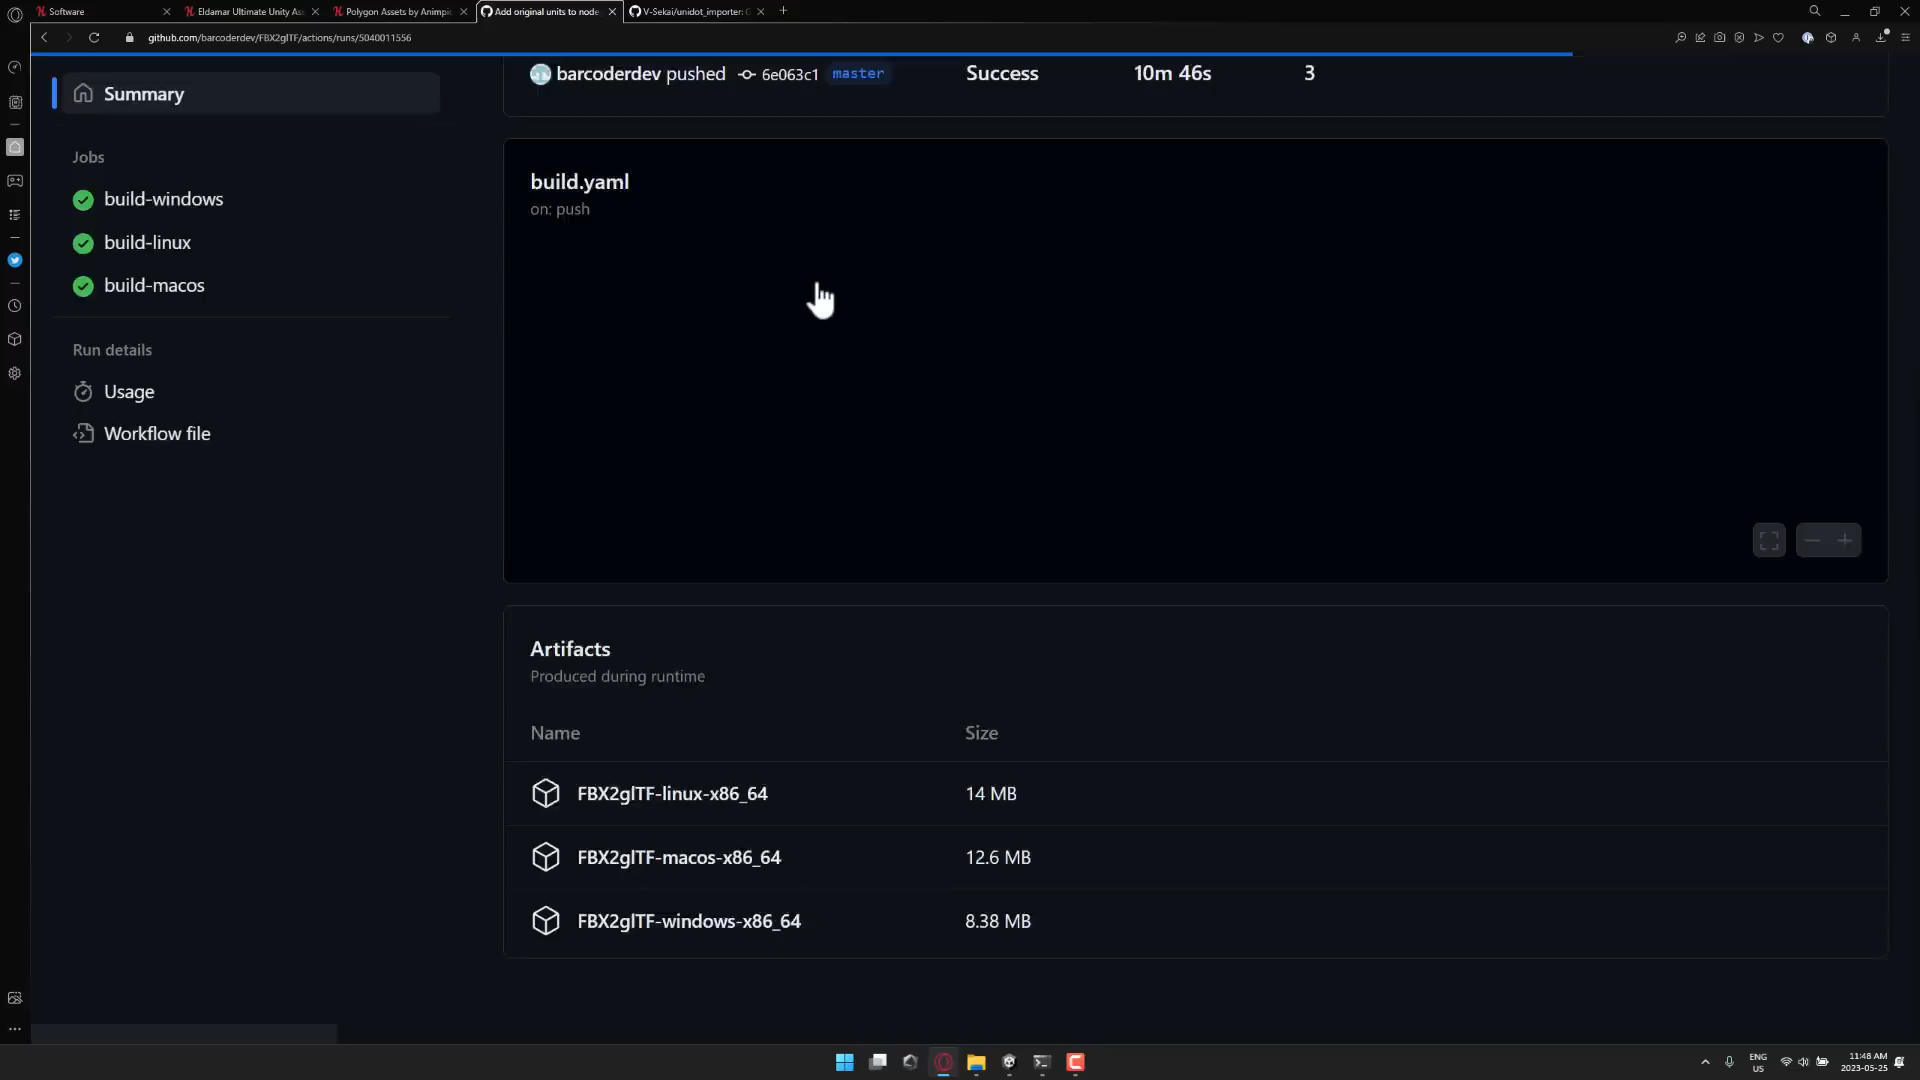 Software
Eldamar Ultimate Unity Ass
Polygon Assets by Animpic
Add original units to node
V-Sekai/unidot_importer: G
github.com/barcoderdev/FBX2glTF/actions/runs/5040011556
barcoderdev pushed 6e063c1 master
Success
10m 46s
3
Summary
Jobs
build-windows
build-linux
build-macos
Run details
Usage
Workflow file
build.yaml
on: push
Artifacts
Produced during runtime
Name Size
FBX2glTF-linux-x86_64 14 MB
FBX2glTF-macos-x86_64 12.6 MB
FBX2glTF-windows-x86_64 8.38 MB
ENG
US
11:48 AM
2023-05-25